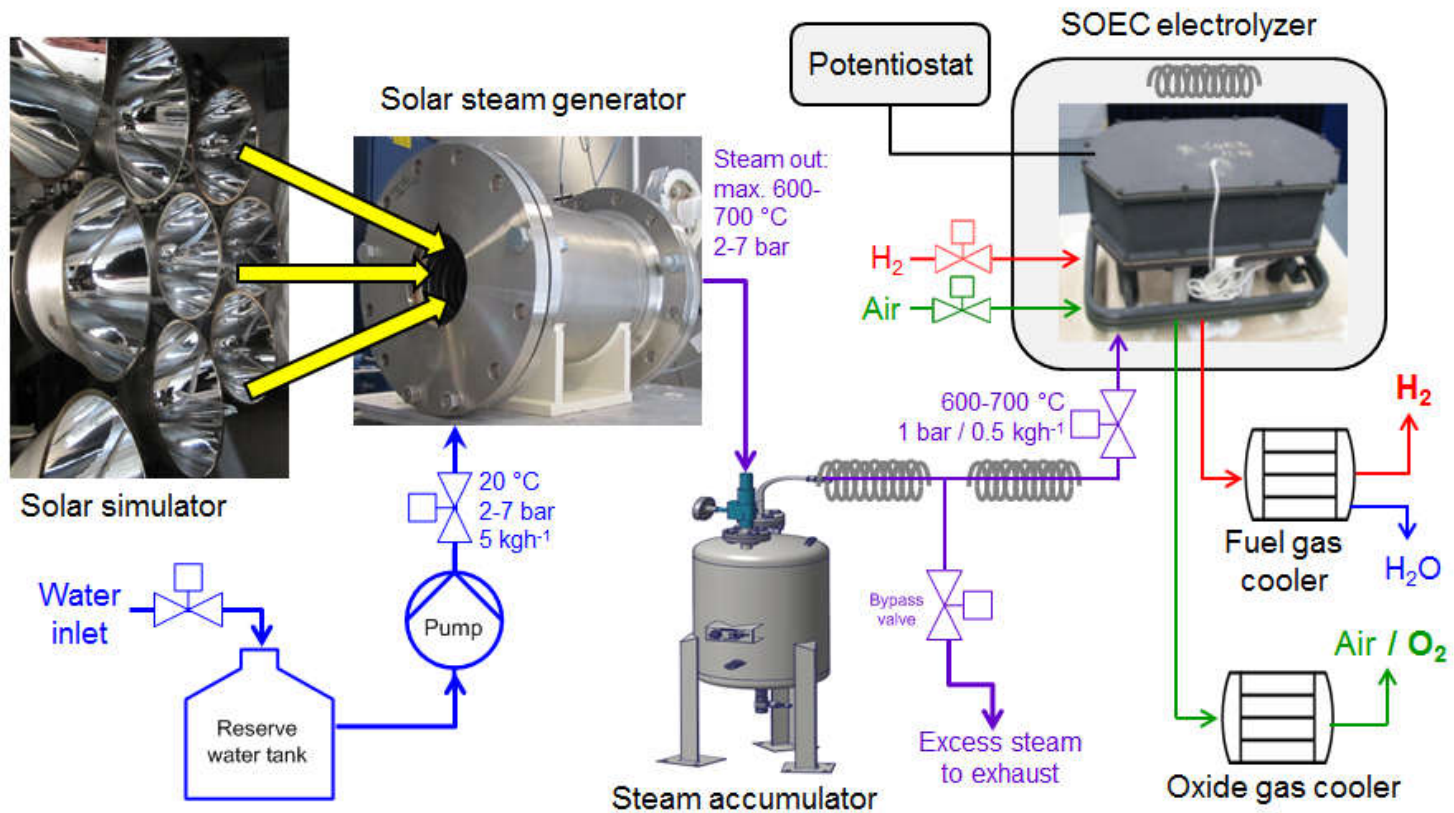 SOEC electrolyzer
Potentiostat
Solar steam generator
Steam out:
max. 600-
700 °C
2-7 bar
H₂
Air
Solar simulator
20 °C
2-7 bar
5 kgh⁻¹
600-700 °C
1 bar / 0.5 kgh⁻¹
H₂
Fuel gas
cooler
H₂O
Water
inlet
Pump
Bypass
valve
Reserve
water tank
Excess steam
to exhaust
Air / O₂
Steam accumulator
Oxide gas cooler